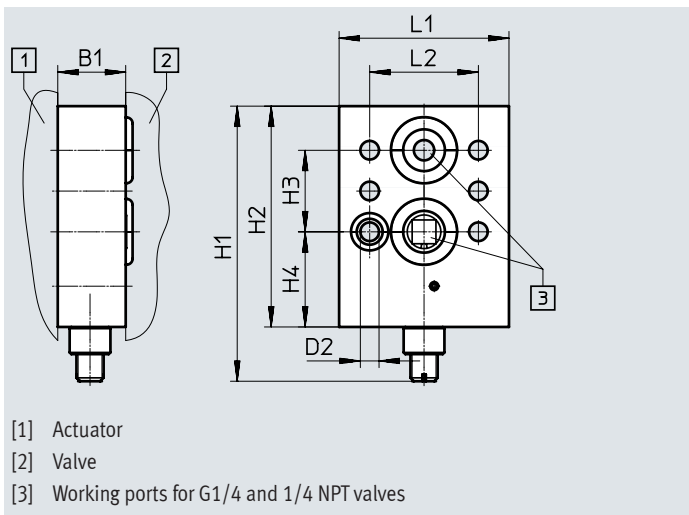 L1
1
B1
2
L2
H3
H2
H1
H4
3
D2
[1] Actuator
[2] Valve
[3] Working ports for G1/4 and 1/4 NPT valves